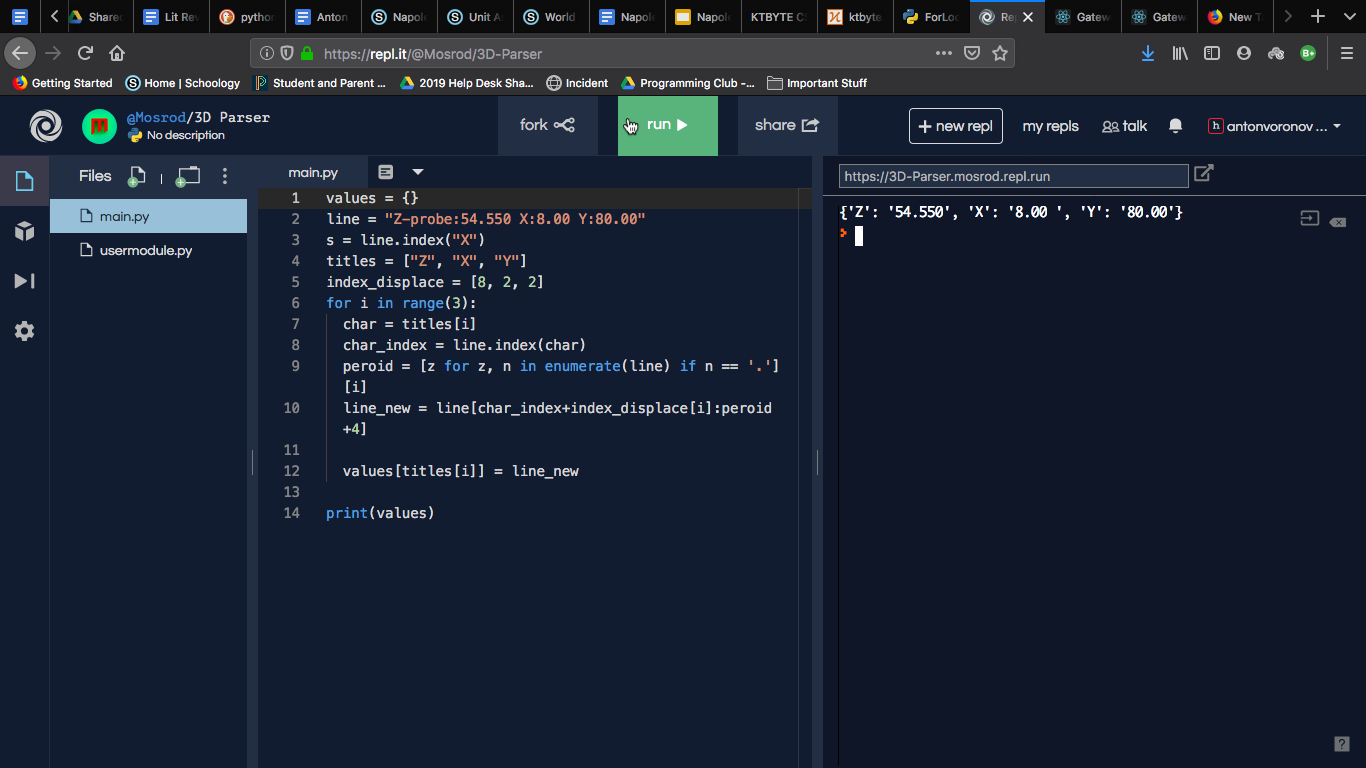 Share
Lit Re
pytho
Anton
Napole
Unit A
World
Napole
Napole
KTBYTE C
ktbyte
ForLoo
Re
Gatew
Gatew
New T
https://repl.it/@Mosrod/3D-Parser
B+
Getting Started
Home | Schoology
Student and Parent ...
2019 Help Desk Sha...
Incident
Programming Club -...
Important Stuff
@Mosrod/3D Parser
No description
fork
run
share
+ new repl
my repls
talk
h
antonvoronov ...
Files
main.py
usermodule.py
main.py
1 values = {}
2 line = "Z-probe:54.550 X:8.00 Y:80.00"
3 s = line.index("X")
4 titles = ["Z", "X", "Y"]
5 index_displace = [8, 2, 2]
6 for i in range(3):
7 char = titles[i]
8 char_index = line.index(char)
9 peroid = [z for z, n in enumerate(line) if n == '.']
[i]
10 line_new = line[char_index+index_displace[i]:peroid
+4]
11
12 values[titles[i]] = line_new
13
14 print(values)
https://3D-Parser.mosrod.repl.run
{'Z': '54.550', 'X': '8.00 ', 'Y': '80.00'}
>
?